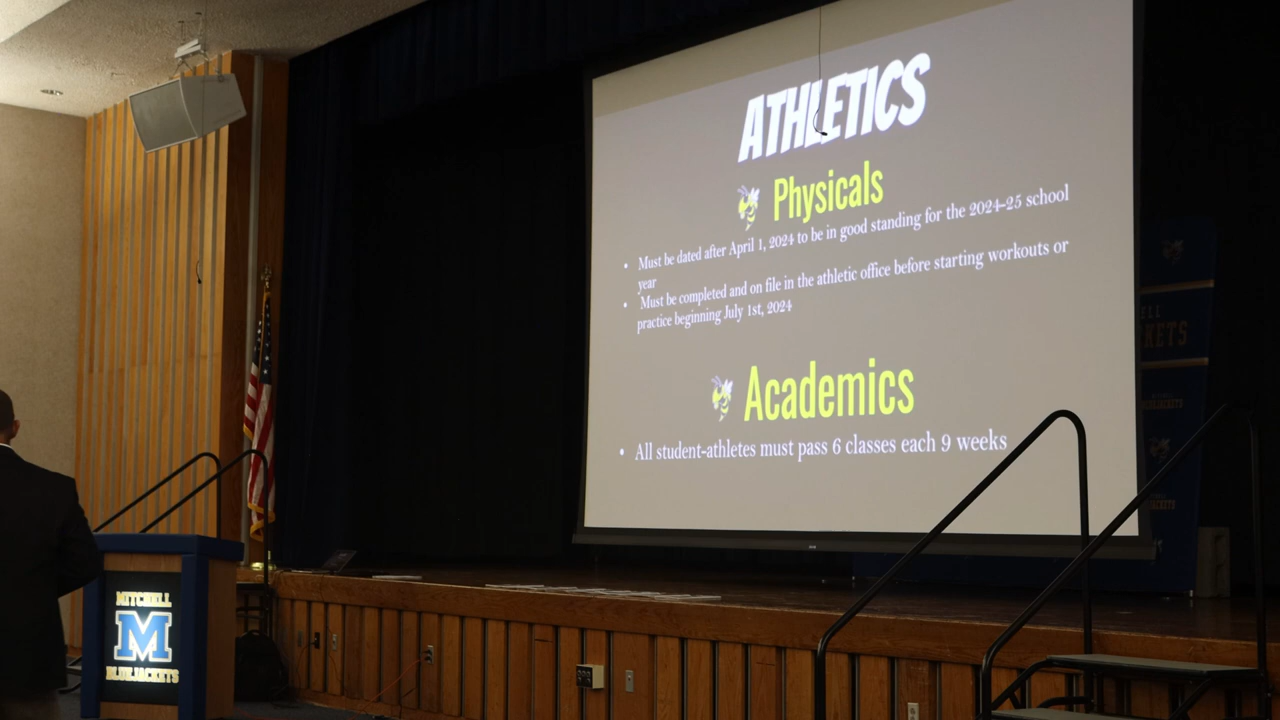 ATHLETICS
Physicals
• Must be dated after April 1, 2024 to be in good standing for the 2024-25 school
year
• Must be completed and on file in the athletic office before starting workouts or
practice beginning July 1st, 2024
Academics
• All student-athletes must pass 6 classes each 9 weeks
MITCHELL
M
BLUEJACKETS